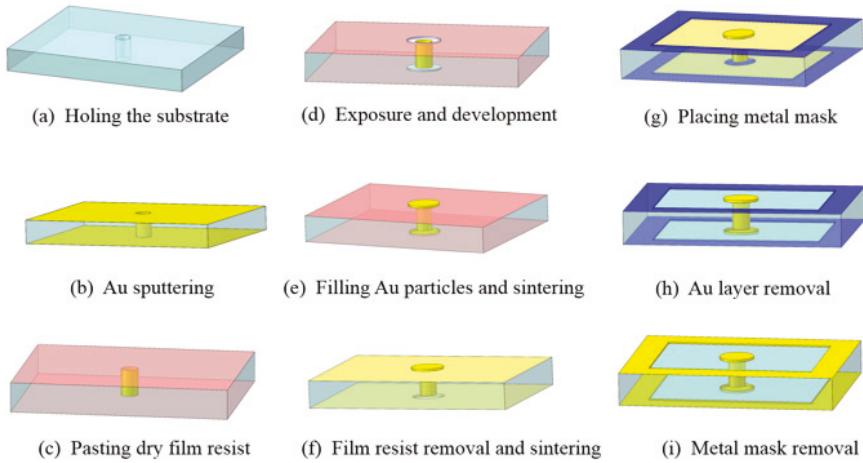 (a) Holing the substrate
(b) Au sputtering
(c) Pasting dry film resist
(d) Exposure and development
(e) Filling Au particles and sintering
(f) Film resist removal and sintering
(g) Placing metal mask
(h) Au layer removal
(i) Metal mask removal